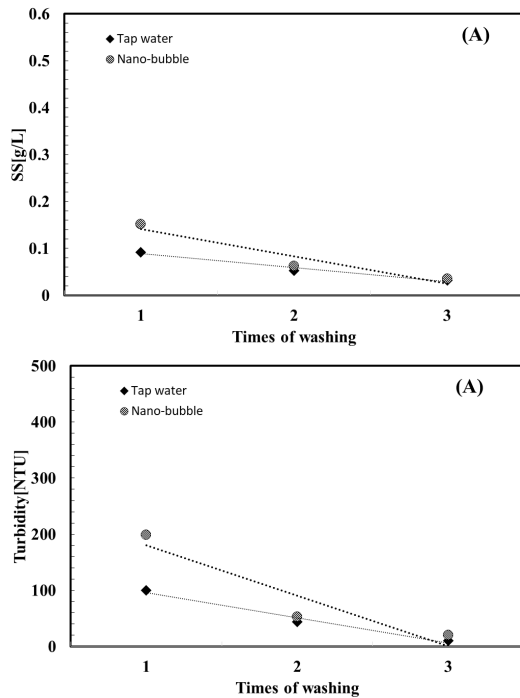 0.6
(A)
Tap water
Nano-bubble
0.5
0.4
0.3
0.2
0.1
0
SS[g/L]
1 2 3
Times of washing
500
(A)
Tap water
Nano-bubble
400
300
200
100
0
Turbidity[NTU]
1 2 3
Times of washing